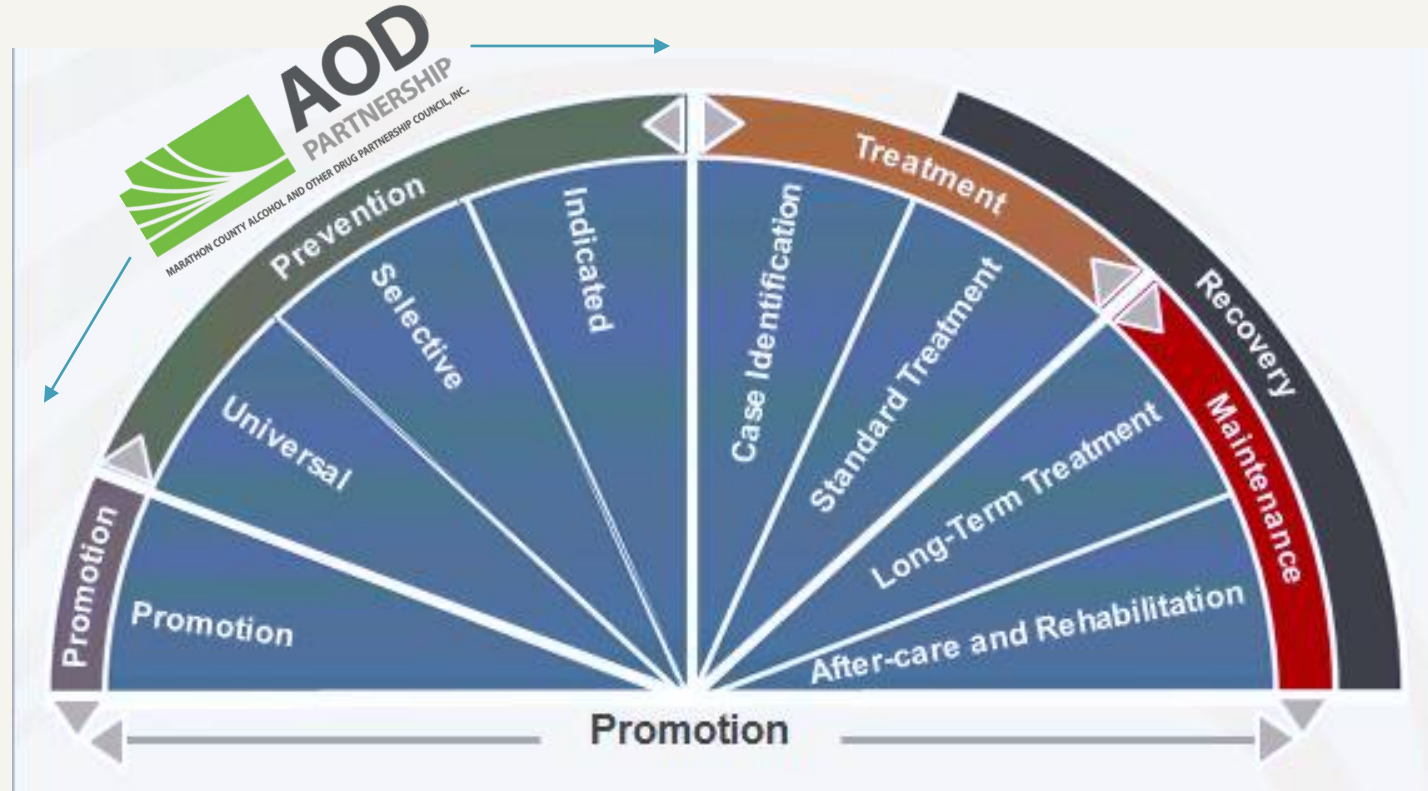 AOD
PARTNERSHIP
MARATHON COUNTY ALCOHOL AND OTHER DRUG PARTNERSHIP COUNCIL, INC.
Promotion
Prevention
Treatment
Recovery
Maintenance
Promotion
Universal
Selective
Indicated
Case Identification
Standard Treatment
Long-Term Treatment
After-care and Rehabilitation
Promotion